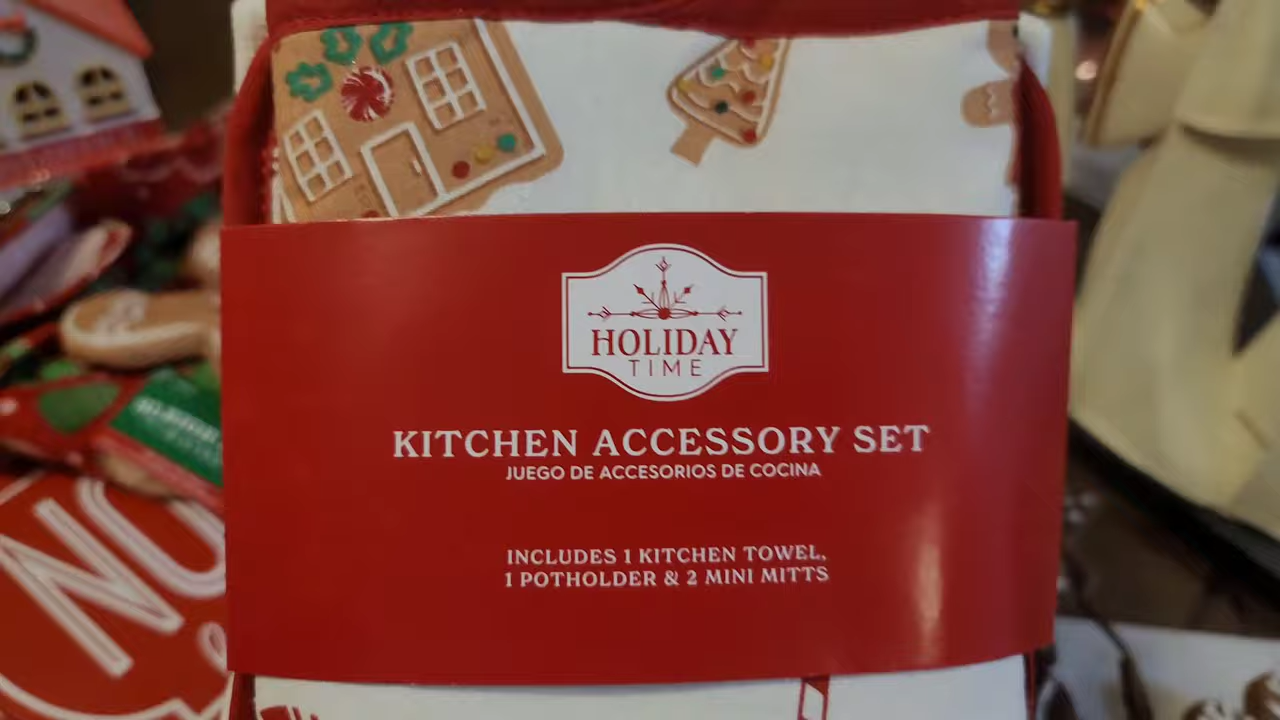 HOLIDAY
TIME
KITCHEN ACCESSORY SET
JUEGO DE ACCESORIOS DE COCINA
INCLUDES 1 KITCHEN TOWEL,
1 POTHOLDER & 2 MINI MITTS
NO